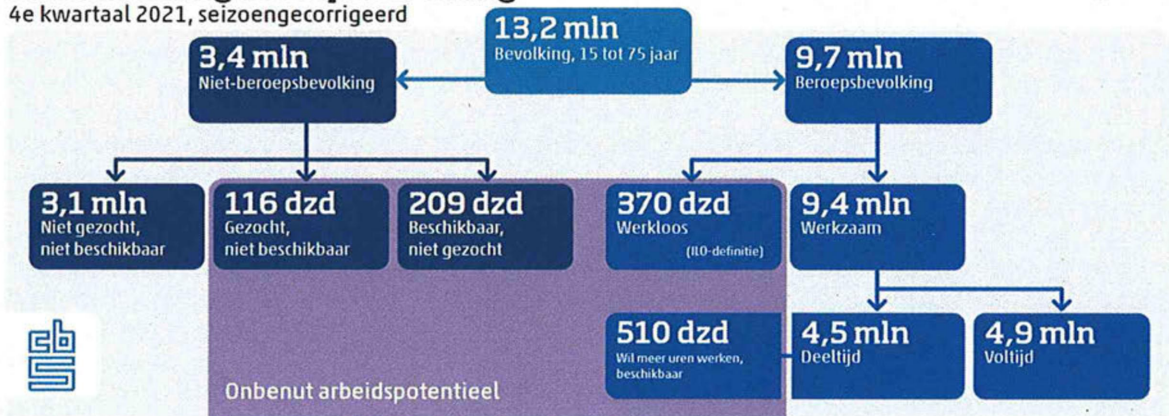 4e kwartaal 2021, seizoengecorrigeerd
13,2 mln
Bevolking, 15 tot 75 jaar
3,4 mln
Niet-beroepsbevolking
9,7 mln
Beroepsbevolking
3,1 mln
Niet gezocht,
niet beschikbaar
116 dzd
Gezocht,
niet beschikbaar
209 dzd
Beschikbaar,
niet gezocht
370 dzd
Werkloos
(ILO-definitie)
9,4 mln
Werkzaam
510 dzd
Wil meer uren werken,
beschikbaar
4,5 mln
Deeltijd
4,9 mln
Voltijd
Onbenut arbeidspotentieel
cbs